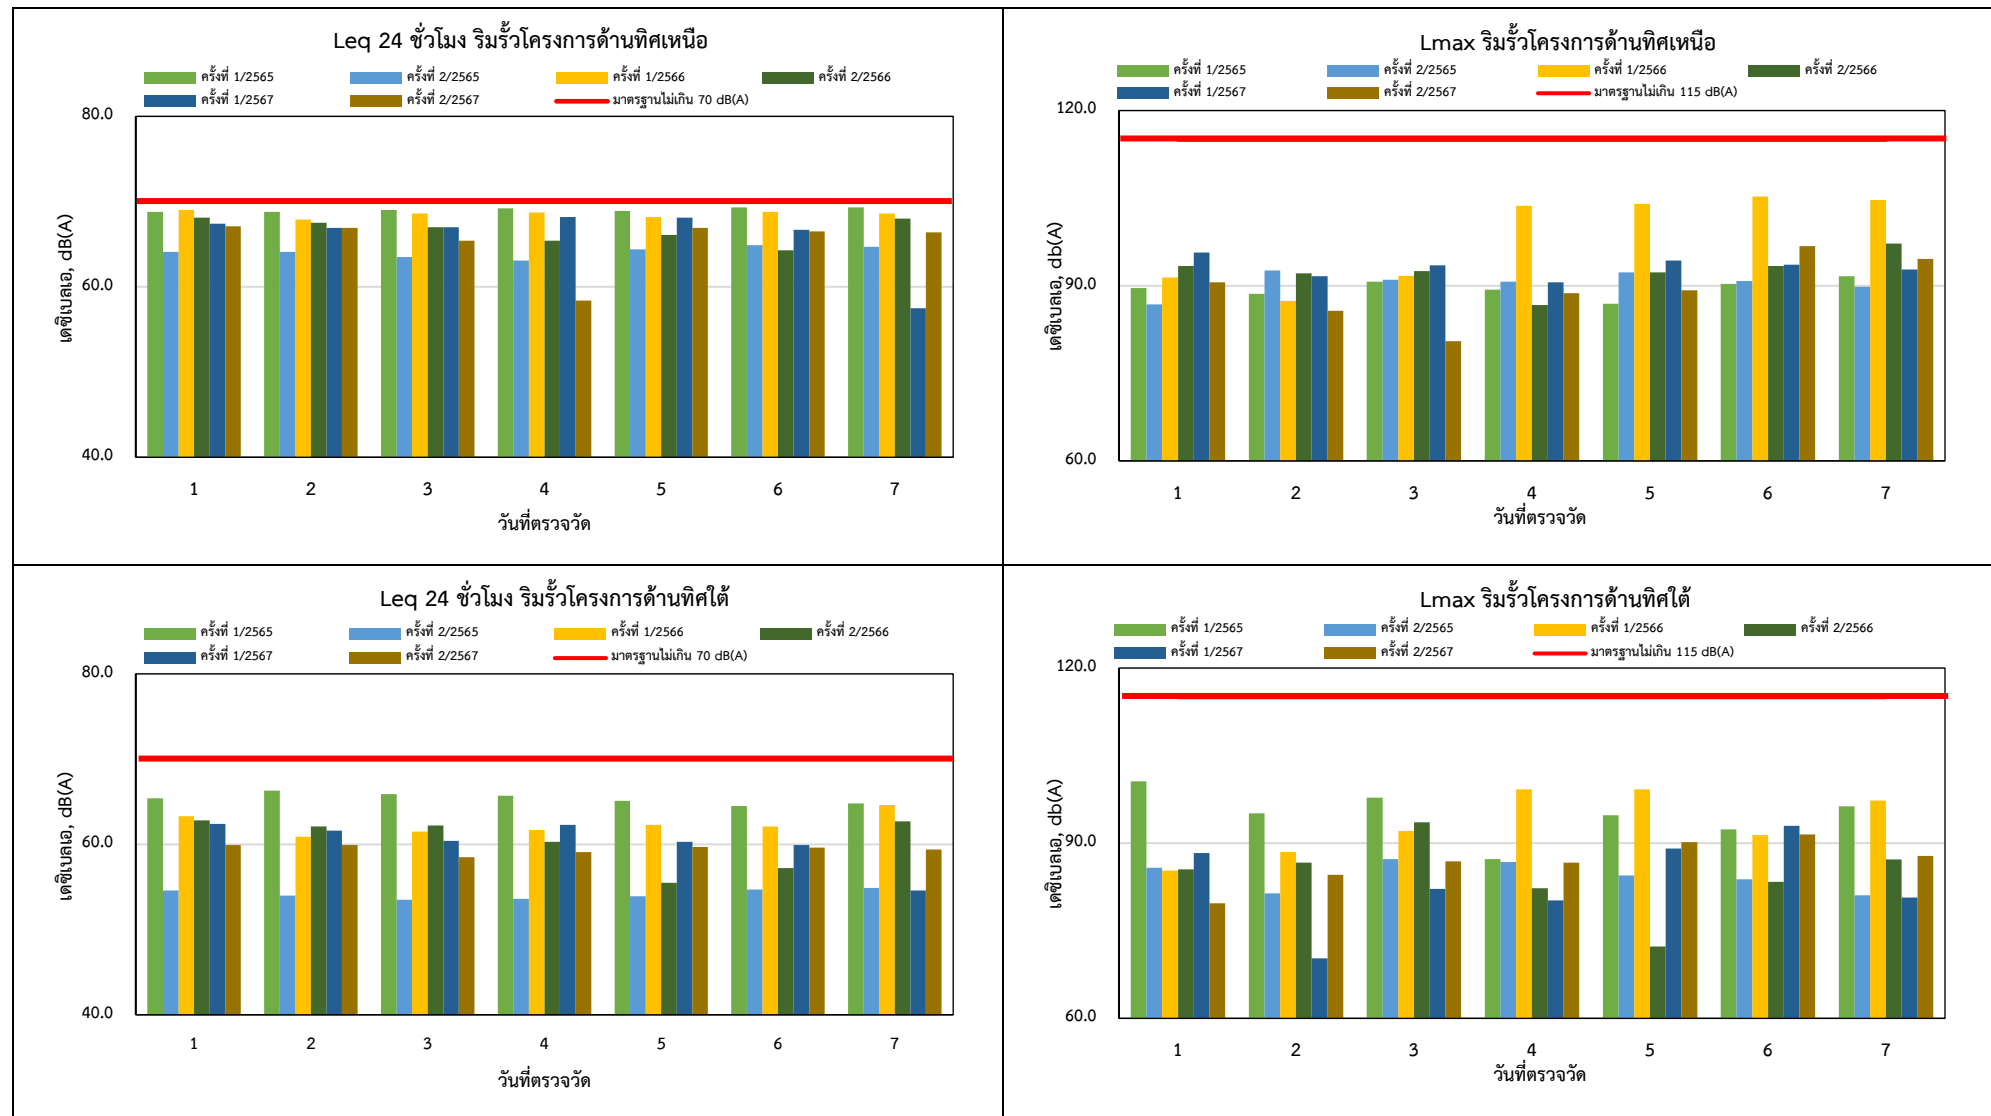 Leq 24 ชั่วโมง ริมรั้วโครงการด้านทิศเหนือ
ครั้งที่ 1/2565 ครั้งที่ 2/2565 ครั้งที่ 1/2566 ครั้งที่ 2/2566
ครั้งที่ 1/2567 ครั้งที่ 2/2567 มาตรฐานไม่เกิน 70 dB(A)
80.0
60.0
40.0
เดซิเบลเอ, dB(A)
1 2 3 4 5 6 7
วันที่ตรวจวัด
Lmax ริมรั้วโครงการด้านทิศเหนือ
ครั้งที่ 1/2565 ครั้งที่ 2/2565 ครั้งที่ 1/2566 ครั้งที่ 2/2566
ครั้งที่ 1/2567 ครั้งที่ 2/2567 มาตรฐานไม่เกิน 115 dB(A)
120.0
90.0
60.0
เดซิเบลเอ, db(A)
1 2 3 4 5 6 7
วันที่ตรวจวัด
Leq 24 ชั่วโมง ริมรั้วโครงการด้านทิศใต้
ครั้งที่ 1/2565 ครั้งที่ 2/2565 ครั้งที่ 1/2566 ครั้งที่ 2/2566
ครั้งที่ 1/2567 ครั้งที่ 2/2567 มาตรฐานไม่เกิน 70 dB(A)
80.0
60.0
40.0
เดซิเบลเอ, dB(A)
1 2 3 4 5 6 7
วันที่ตรวจวัด
Lmax ริมรั้วโครงการด้านทิศใต้
ครั้งที่ 1/2565 ครั้งที่ 2/2565 ครั้งที่ 1/2566 ครั้งที่ 2/2566
ครั้งที่ 1/2567 ครั้งที่ 2/2567 มาตรฐานไม่เกิน 115 dB(A)
120.0
90.0
60.0
เดซิเบลเอ, db(A)
1 2 3 4 5 6 7
วันที่ตรวจวัด